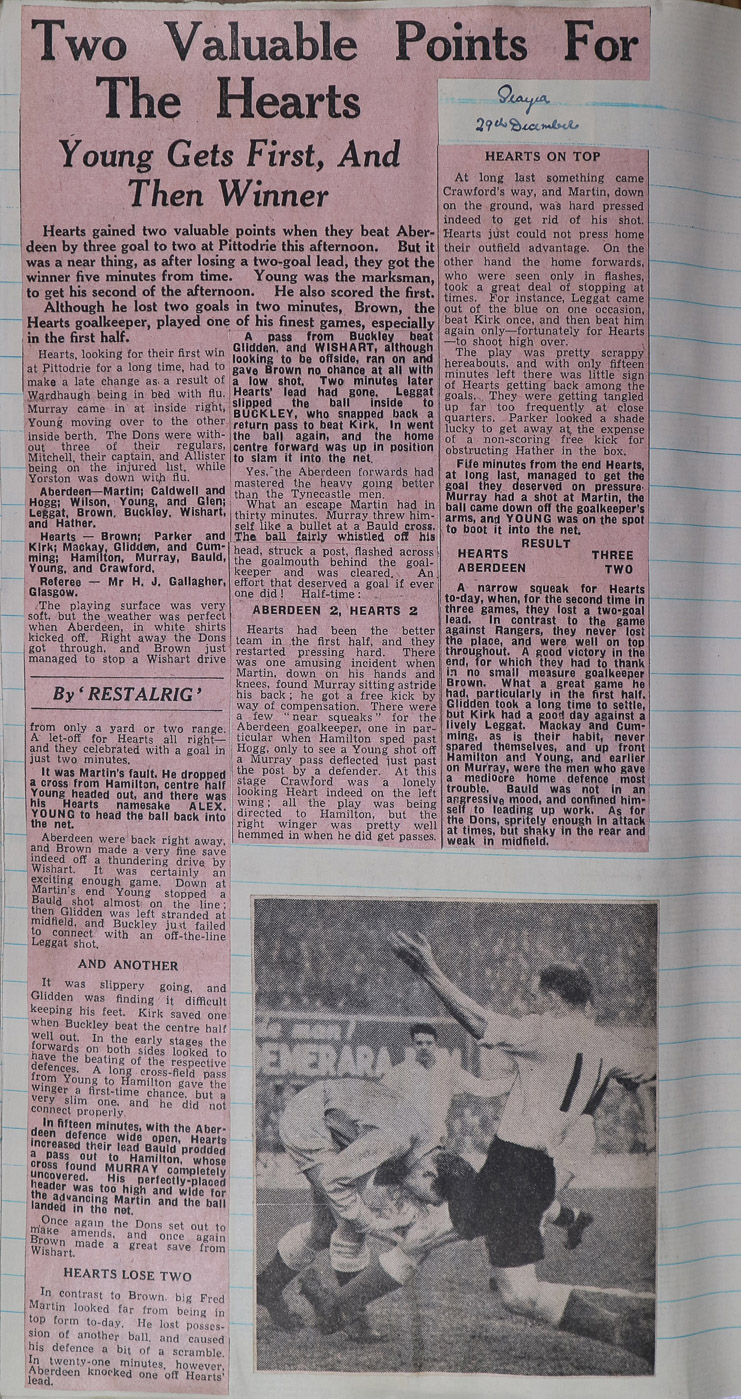 Two Valuable Points For
The Hearts
Young Gets First, And
Then Winner
Hearts gained two valuable points when they beat Aber-
deen by three goal to two at Pittodrie this afternoon. But it
was a near thing, as after losing a two-goal lead, they got the
winner five minutes from time. Young was the marksman,
to get his second of the afternoon. He also scored the first.
Although he lost two goals in two minutes, Brown, the
Hearts goalkeeper, played one of his finest games, especially
in the first half.
Hearts, looking for their first win
at Pittodrie for a long time, had to
make a late change as a result of
Wardhaugh being in bed with flu.
Murray came in at inside right,
Young moving over to the other
inside berth. The Dons were with-
out three of their regulars,
Mitchell, their captain, and Allister
being on the injured list, while
Yorston was down with flu.
Aberdeen—Martin; Caldwell and
Hogg; Wilson, Young, and Glen;
Leggat, Brown, Buckley, Wishart,
and Hather.
Hearts — Brown; Parker and
Kirk; Mackay, Glidden, and Cum-
ming; Hamilton, Murray, Bauld,
Young, and Crawford.
Referee — Mr H. J. Gallagher,
Glasgow.
The playing surface was very
soft, but the weather was perfect
when Aberdeen, in white shirts
kicked off. Right away the Dons
got through, and Brown just
managed to stop a Wishart drive
By ‘RESTALRIG’
from only a yard or two range.
A let-off for Hearts all right—
and they celebrated with a goal in
just two minutes.
It was Martin's fault. He dropped
a cross from Hamilton, centre half
Young headed out, and there was
his Hearts namesake ALEX.
YOUNG to head the ball back into
the net.
Aberdeen were back right away,
and Brown made a very fine save
indeed off a thundering drive by
Wishart. It was certainly an
exciting enough game. Down at
Martin's end Young stopped a
Bauld shot almost on the line;
then Glidden was left stranded at
midfield, and Buckley just failed
to connect with an off-the-line
Leggat shot.
AND ANOTHER
It was slippery going, and
Glidden was finding it difficult
keeping his feet. Kirk saved one
when Buckley beat the centre half
well out. In the early stages the
forwards on both sides looked to
have the beating of the respective
defences. A long cross-field pass
from Young to Hamilton gave the
winger a first-time chance, but a
very slim one, and he did not
connect properly.
In fifteen minutes, with the Aber-
deen defence wide open, Hearts
increased their lead Bauld prodded
a pass out to Hamilton, whose
cross found MURRAY completely
uncovered. His perfectly-placed
header was too high and wide for
the advancing Martin and the ball
landed in the net.
Once again the Dons set out to
make amends, and once again
Brown made a great save from
Wishart.
HEARTS LOSE TWO
In contrast to Brown, big Fred
Martin looked far from being in
top form to-day. He lost posses-
sion of another ball, and caused
his defence a bit of a scramble.
In twenty-one minutes, however,
Aberdeen knocked one off Hearts'
lead.
A pass from Buckley beat
Glidden, and WISHART, although
looking to be offside, ran on and
gave Brown no chance at all with
a low shot. Two minutes later
Hearts' lead had gone. Leggat
slipped the ball inside to
BUCKLEY, who snapped back a
return pass to beat Kirk. In went
the ball again, and the home
centre forward was up in position
to slam it into the net.
Yes, the Aberdeen forwards had
mastered the heavy going better
than the Tynecastle men.
What an escape Martin had in
thirty minutes. Murray threw him-
self like a bullet at a Bauld cross.
The ball fairly whistled off his
head, struck a post, flashed across
the goalmouth behind the goal-
keeper and was cleared. An
effort that deserved a goal if ever
one did! Half-time:
ABERDEEN 2, HEARTS 2
Hearts had been the better
team in the first half, and they
restarted pressing hard. There
was one amusing incident when
Martin, down on his hands and
knees, found Murray sitting astride
his back; he got a free kick by
way of compensation. There were
a few "near squeaks" for the
Aberdeen goalkeeper, one in par-
ticular when Hamilton sped past
Hogg, only to see a Young shot off
a Murray pass deflected just past
the post by a defender. At this
stage Crawford was a lonely
looking Heart indeed on the left
wing; all the play was being
directed to Hamilton, but the
right winger was pretty well
hemmed in when he did get passes.
29th December
HEARTS ON TOP
At long last something came
Crawford's way, and Martin, down
on the ground, was hard pressed
indeed to get rid of his shot.
Hearts just could not press home
their outfield advantage. On the
other hand the home forwards,
who were seen only in flashes,
took a great deal of stopping at
times. For instance, Leggat came
out of the blue on one occasion,
beat Kirk once, and then beat him
again only—fortunately for Hearts
—to shoot high over.
The play was pretty scrappy
hereabouts, and with only fifteen
minutes left there was little sign
of Hearts getting back among the
goals. They were getting tangled
up far too frequently at close
quarters. Parker looked a shade
lucky to get away at the expense
of a non-scoring free kick for
obstructing Hather in the box.
Fife minutes from the end Hearts,
at long last, managed to get the
goal they deserved on pressure.
Murray had a shot at Martin, the
ball came down off the goalkeeper's
arms, and YOUNG was on the spot
to boot it into the net.
RESULT
HEARTS THREE
ABERDEEN TWO
A narrow squeak for Hearts
to-day, when, for the second time in
three games, they lost a two-goal
lead. In contrast to the game
against Rangers, they never lost
the place, and were well on top
throughout. A good victory in the
end, for which they had to thank
in no small measure goalkeeper
Brown. What a great game he
had, particularly in the first half.
Glidden took a long time to settle,
but Kirk had a good day against a
lively Leggat. Mackay and Cum-
ming, as is their habit, never
spared themselves, and up front
Hamilton and Young, and earlier
on Murray, were the men who gave
a mediocre home defence most
trouble. Bauld was not in an
aggressive mood, and confined him-
self to leading up work. As for
the Dons, spritely enough in attack
at times, but shaky in the rear and
weak in midfield.
man!
EMERARA